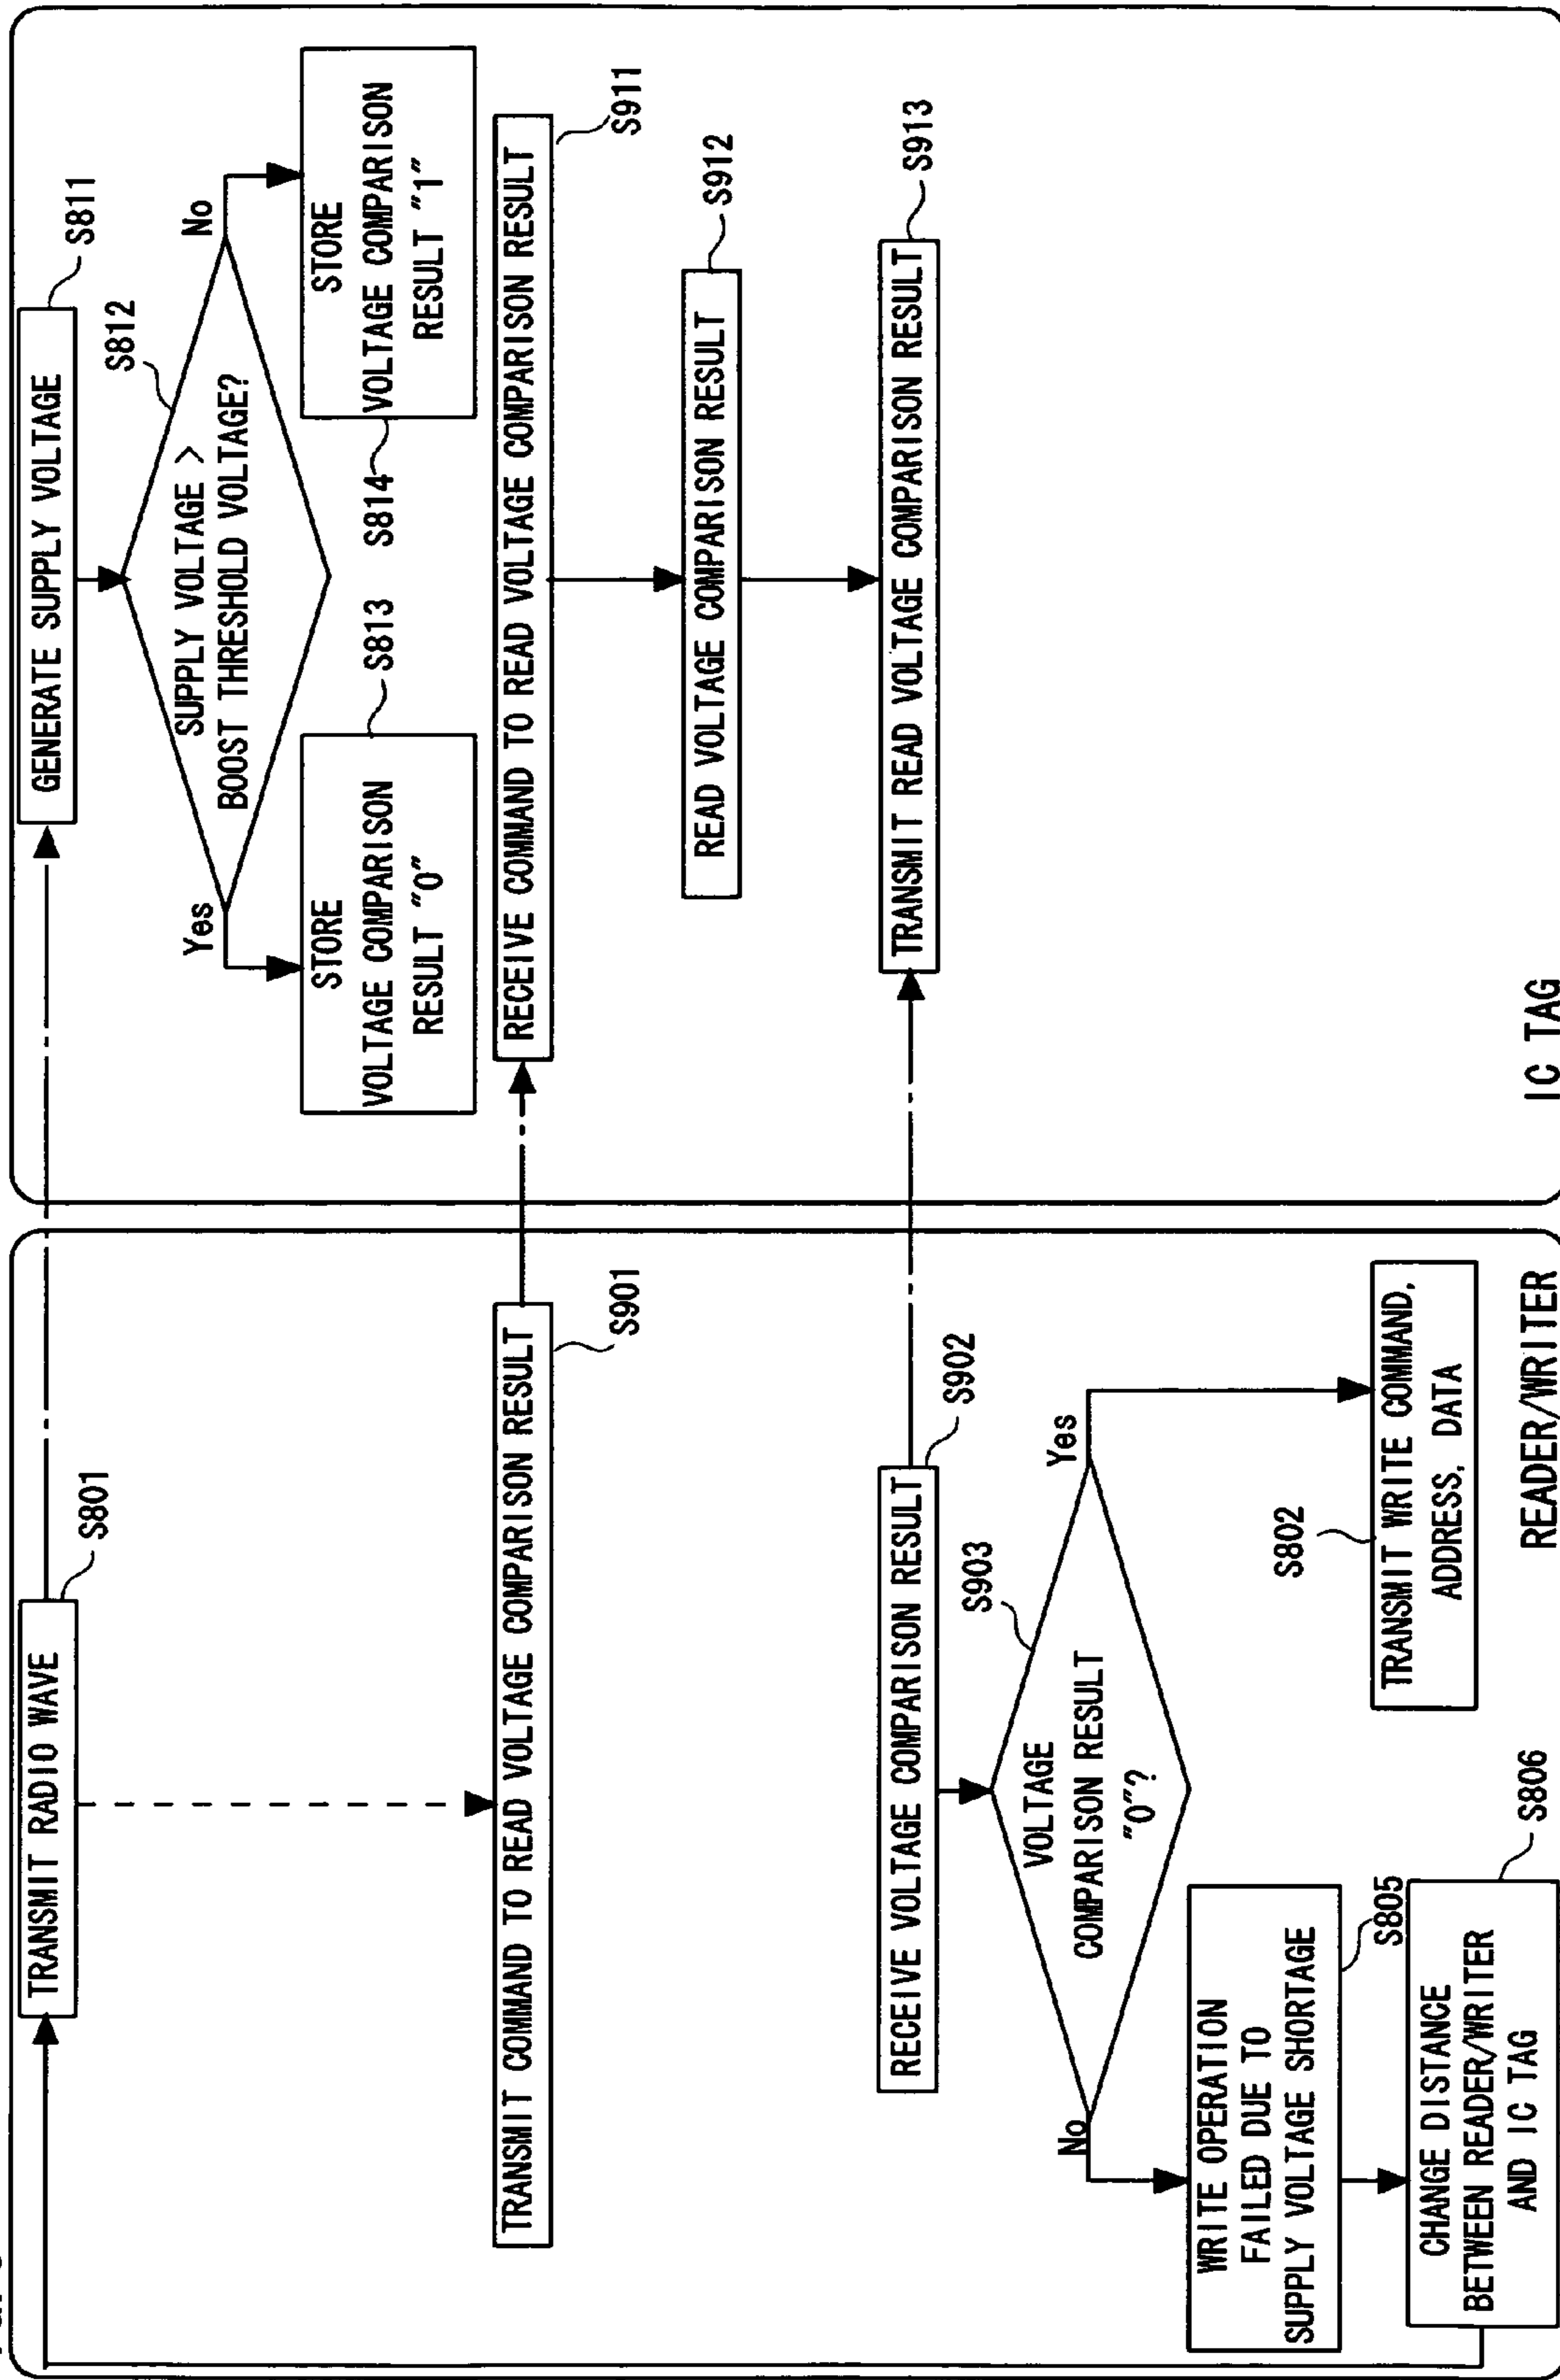 TRANSMIT RADIO WAVE
S801
TRANSMIT COMMAND TO READ VOLTAGE COMPARISON RESULT
S901
RECEIVE VOLTAGE COMPARISON RESULT
S902
VOLTAGE
COMPARISON RESULT
"0"?
S903
No
Yes
WRITE OPERATION
FAILED DUE TO
SUPPLY VOLTAGE SHORTAGE
S805
CHANGE DISTANCE
BETWEEN READER/WRITER
AND IC TAG
S806
S802
TRANSMIT WRITE COMMAND,
ADDRESS, DATA
READER/WRITER
GENERATE SUPPLY VOLTAGE
S811
SUPPLY VOLTAGE >
BOOST THRESHOLD VOLTAGE?
S812
Yes
No
STORE
VOLTAGE COMPARISON
RESULT "0"
S813
S814
STORE
VOLTAGE COMPARISON
RESULT "1"
RECEIVE COMMAND TO READ VOLTAGE COMPARISON RESULT
S911
READ VOLTAGE COMPARISON RESULT
S912
TRANSMIT READ VOLTAGE COMPARISON RESULT
S913
IC TAG